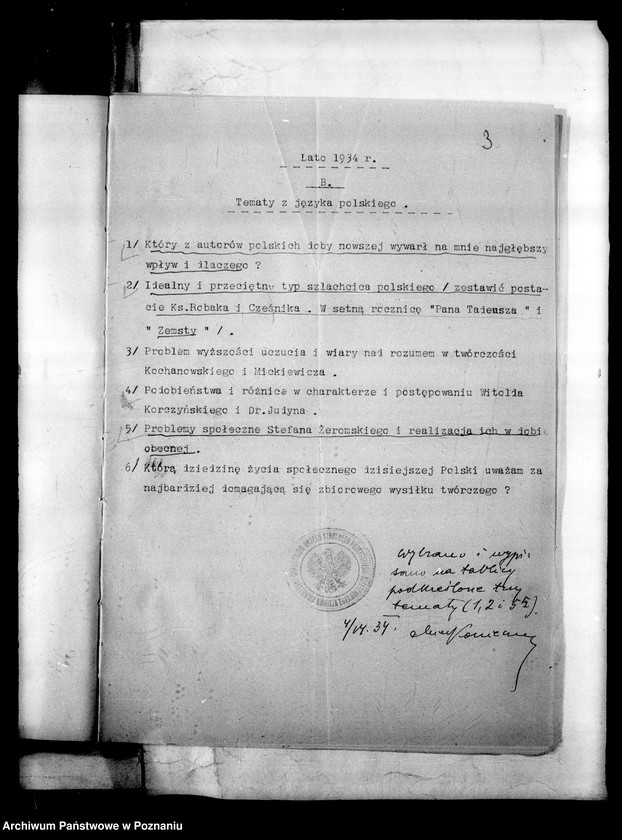 3
Lato 1934 r.
B.
Tematy z języka polskiego .
1/ Który z autorów polskich doby nowszej wywarł na mnie najgłębszy
wpływ i dlaczego ?
2/ Idealny i przeciętny typ szlachcica polskiego / zestawić posta-
cie Ks.Robaka i Cześnika . W setną rocznicę "Pana Tadeusza " i
" Zemsty " / .
3/ Problem wyższości uczucia i wiary nad rozumem w twórczości
Kochanowskiego i Mickiewicza .
4/ Podobieństwa i różnice w charakterze i postępowaniu Witolda
Korczyńskiego i Dr.Judyma .
5/ Problemy społeczne Stefana Żeromskiego i realizacja ich w dobie
obecnej .
6/ Którą dziedzinę życia społecznego dzisiejszej Polski uważam za
najbardziej domagającą się zbiorowego wysiłku twórczego ?
Wybrano i wypi-
sano na tablicy
podkreślone trzy
tematy (1, 2 i 5).
Archiwum Państwowe w Poznaniu